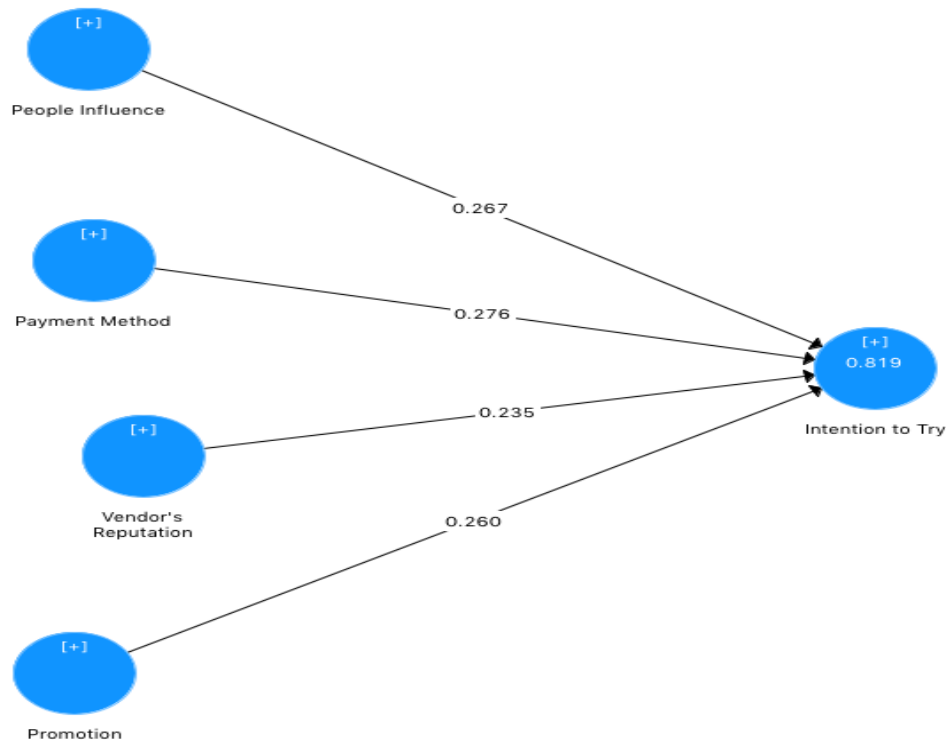 [+]
People Influence
0.267
[+]
Payment Method
0.276
[+]
0.819
Intention to Try
0.235
[+]
Vendor's
Reputation
0.260
[+]
Promotion